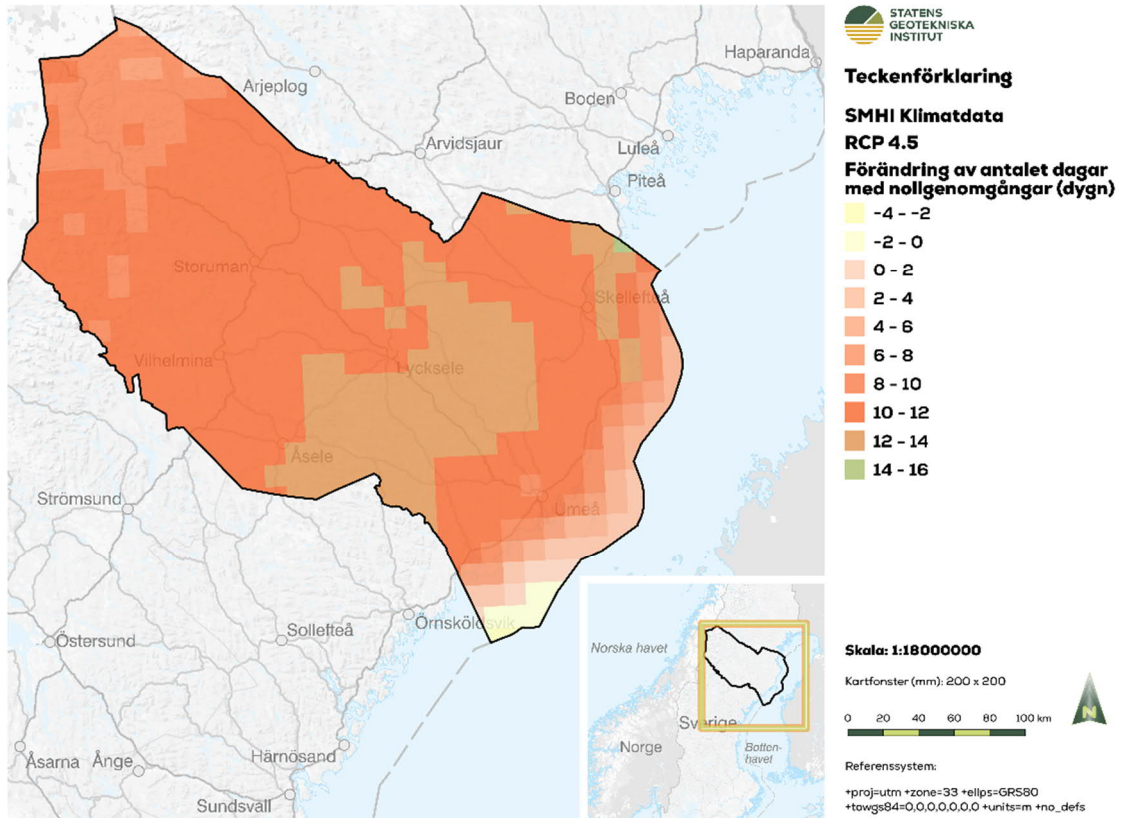 STATENS
GEOTEKNISKA
INSTITUT
Teckenförklaring
SMHI Klimatdata
RCP 4.5
Förändring av antalet dagar
med nollgenomgångar (dygn)
-4 - -2
-2 - 0
0 - 2
2 - 4
4 - 6
6 - 8
8 - 10
10 - 12
12 - 14
14 - 16
Haparanda
Arjeplog
Boden
Arvidsjaur
Luleå
Piteå
Storuman
Skellefteå
Vilhelmina
Lycksele
Åsele
Strömsund
Umeå
Örnsköldsvik
Sollefteå
Östersund
Härnösand
Åsarna
Ånge
Sundsvall
Norska havet
Sverige
Norge
Botten-
havet
Skala: 1:18000000
Kartfonster (mm): 200 x 200
N
0 20 40 60 80 100 km
Referenssystem:
+proj=utm +zone=33 +ellps=GRS80
+towgs84=0,0,0,0,0,0,0 +units=m +no_defs